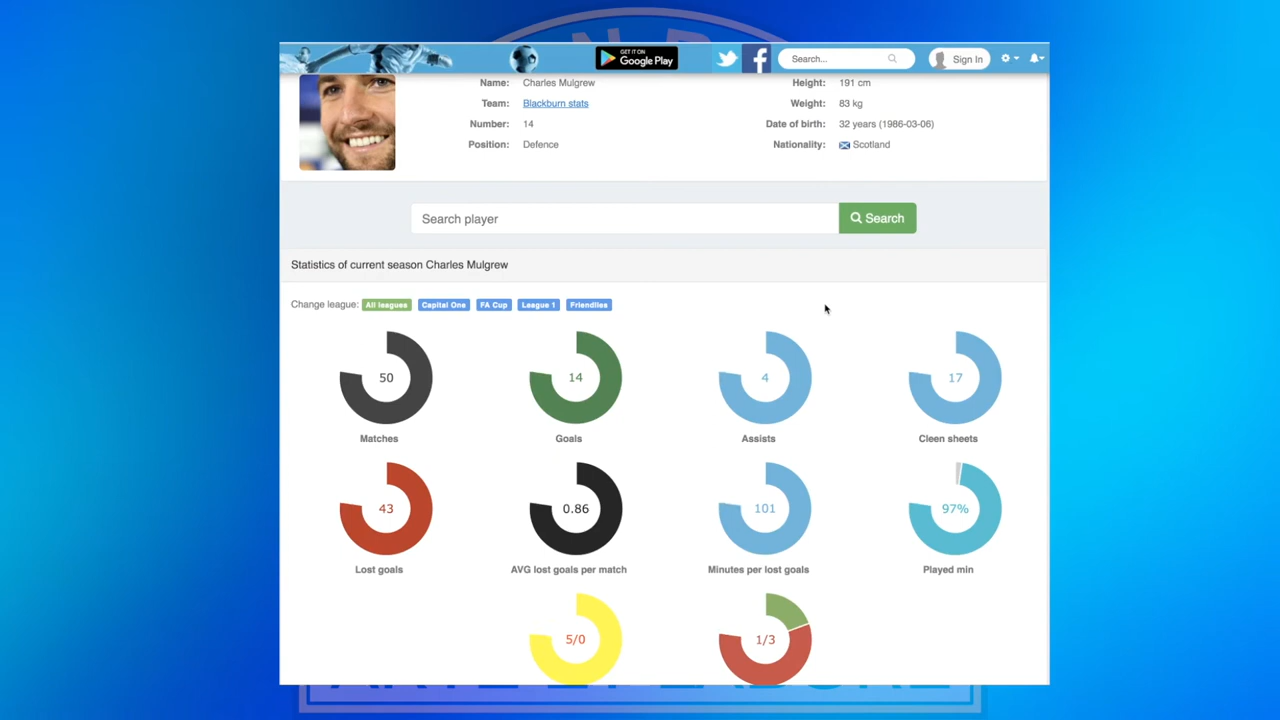 GET IT ON
Google Play
Search...
Sign In
Name: Charles Mulgrew
Team: Blackburn stats
Number: 14
Position: Defence
Height: 191 cm
Weight: 83 kg
Date of birth: 32 years (1986-03-06)
Nationality: Scotland
Search player
Search
Statistics of current season Charles Mulgrew
Change league: All leagues Capital One FA Cup League 1 Friendlies
50 14 4 17
Matches Goals Assists Cleen sheets
43 0.86 101 97%
Lost goals AVG lost goals per match Minutes per lost goals Played min
5/0 1/3